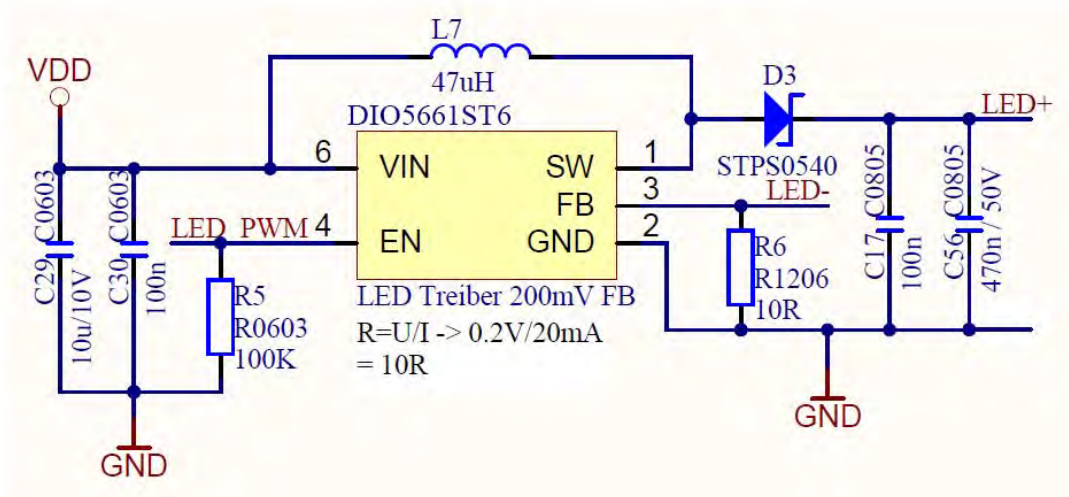 L7
47uH
VDD
D3
STPS0540
LED+
DIO5661ST6
6
VIN
SW
1
FB
3
LED-
LED_PWM
4
EN
GND
2
C29
C0603
10u/10V
C30
C0603
100n
R5
R0603
100K
LED Treiber 200mV FB
R=U/I -> 0.2V/20mA
= 10R
R6
R1206
10R
C17
C0805
100n
C56
C0805
470n / 50V
GND
GND